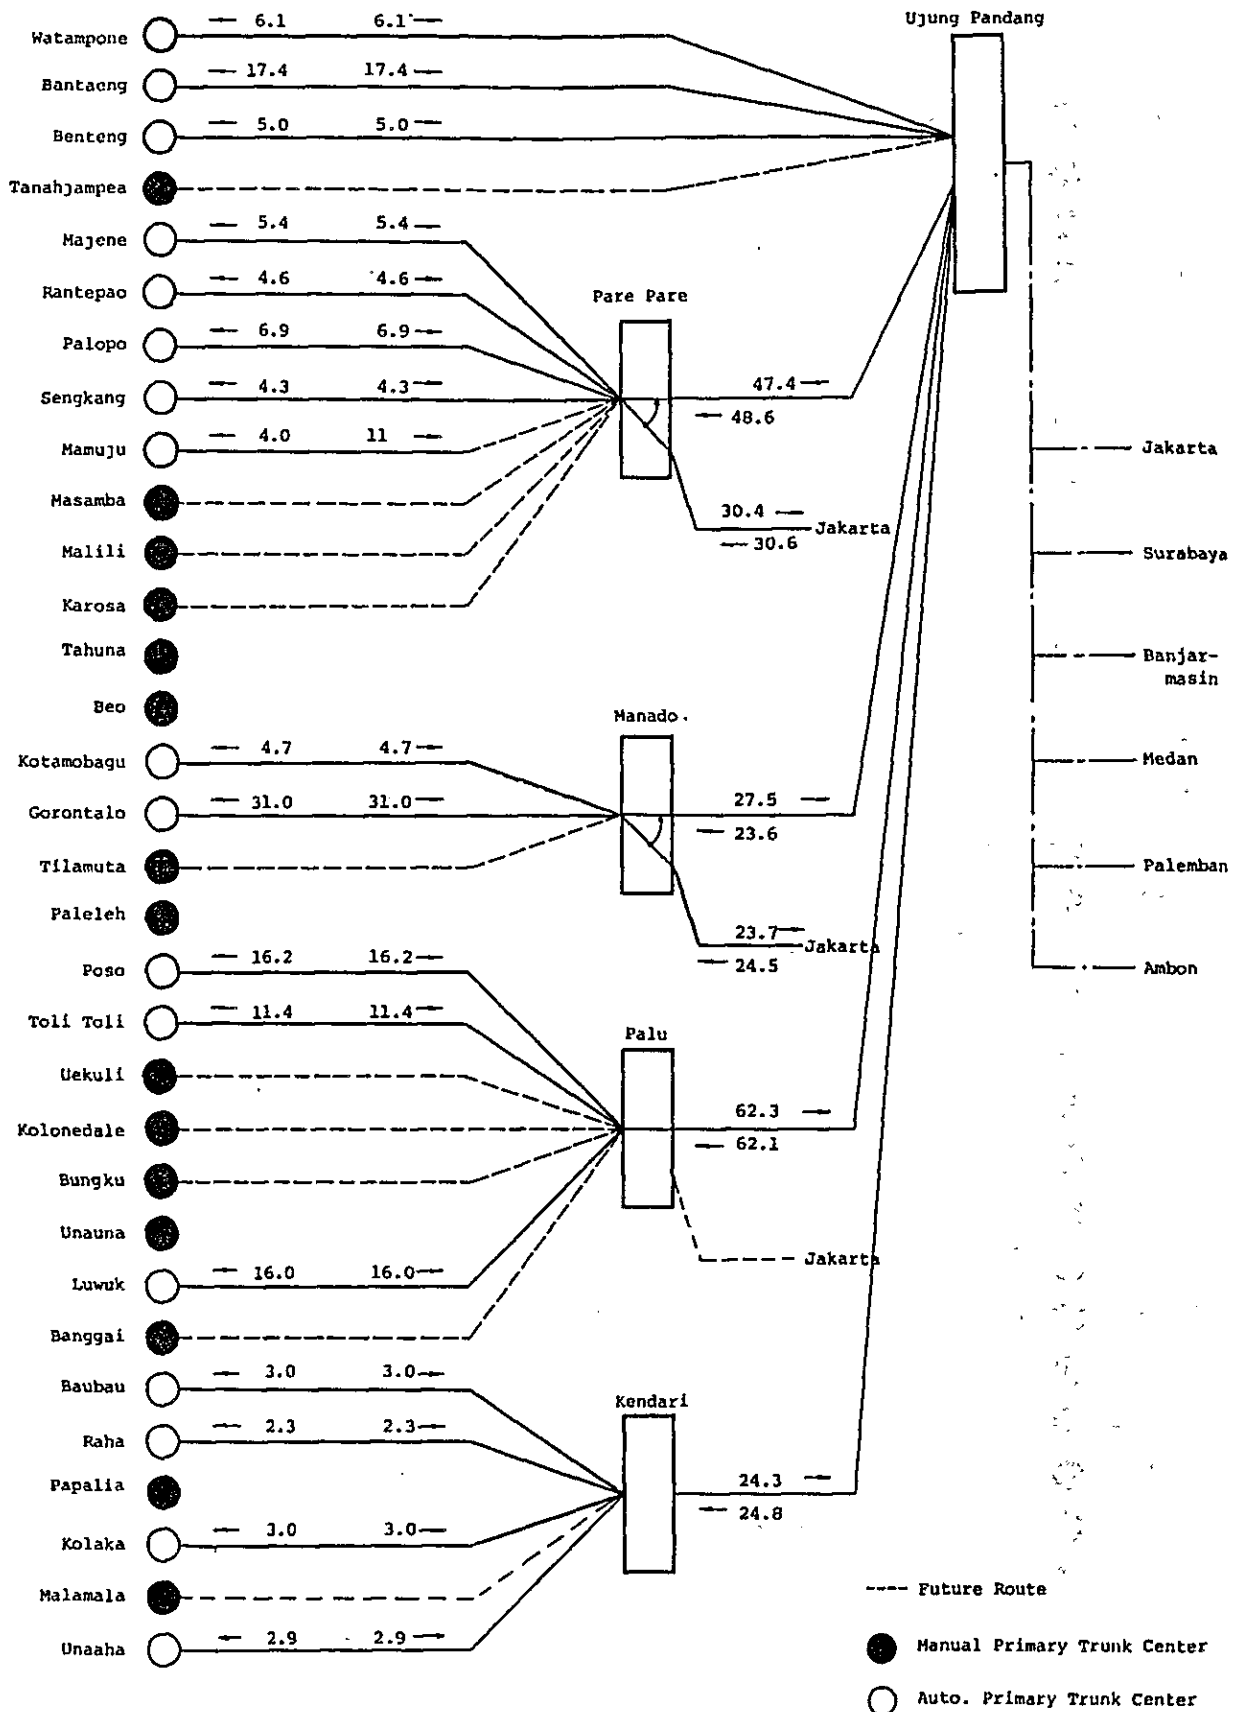 Ujung Pandang
Watampone 6.1 6.1
Bantaeng 17.4 17.4
Benteng 5.0 5.0
Tanahjampea
Majene 5.4 5.4
Rantepao 4.6 4.6
Pare Pare
Palopo 6.9 6.9
Sengkang 4.3 4.3
47.4
48.6
Mamuju 4.0 11
Jakarta
Masamba
30.4
Jakarta
30.6
Malili
Surabaya
Karosa
Tahuna
Banjar-
masin
Beo
Manado
Kotamobagu 4.7 4.7
Medan
Gorontalo 31.0 31.0
27.5
23.6
Tilamuta
Palemban
Paleleh
23.7
Jakarta
24.5
Poso 16.2 16.2
Ambon
Toli Toli 11.4 11.4
Palu
Uekuli
Kolonedale
62.3
62.1
Bungku
Unauna
Jakarta
Luwuk 16.0 16.0
Banggai
Baubau 3.0 3.0
Kendari
Raha 2.3 2.3
Papalia
24.3
24.8
Kolaka 3.0 3.0
Malamala
Future Route
Unaaha 2.9 2.9
Manual Primary Trunk Center
Auto. Primary Trunk Center